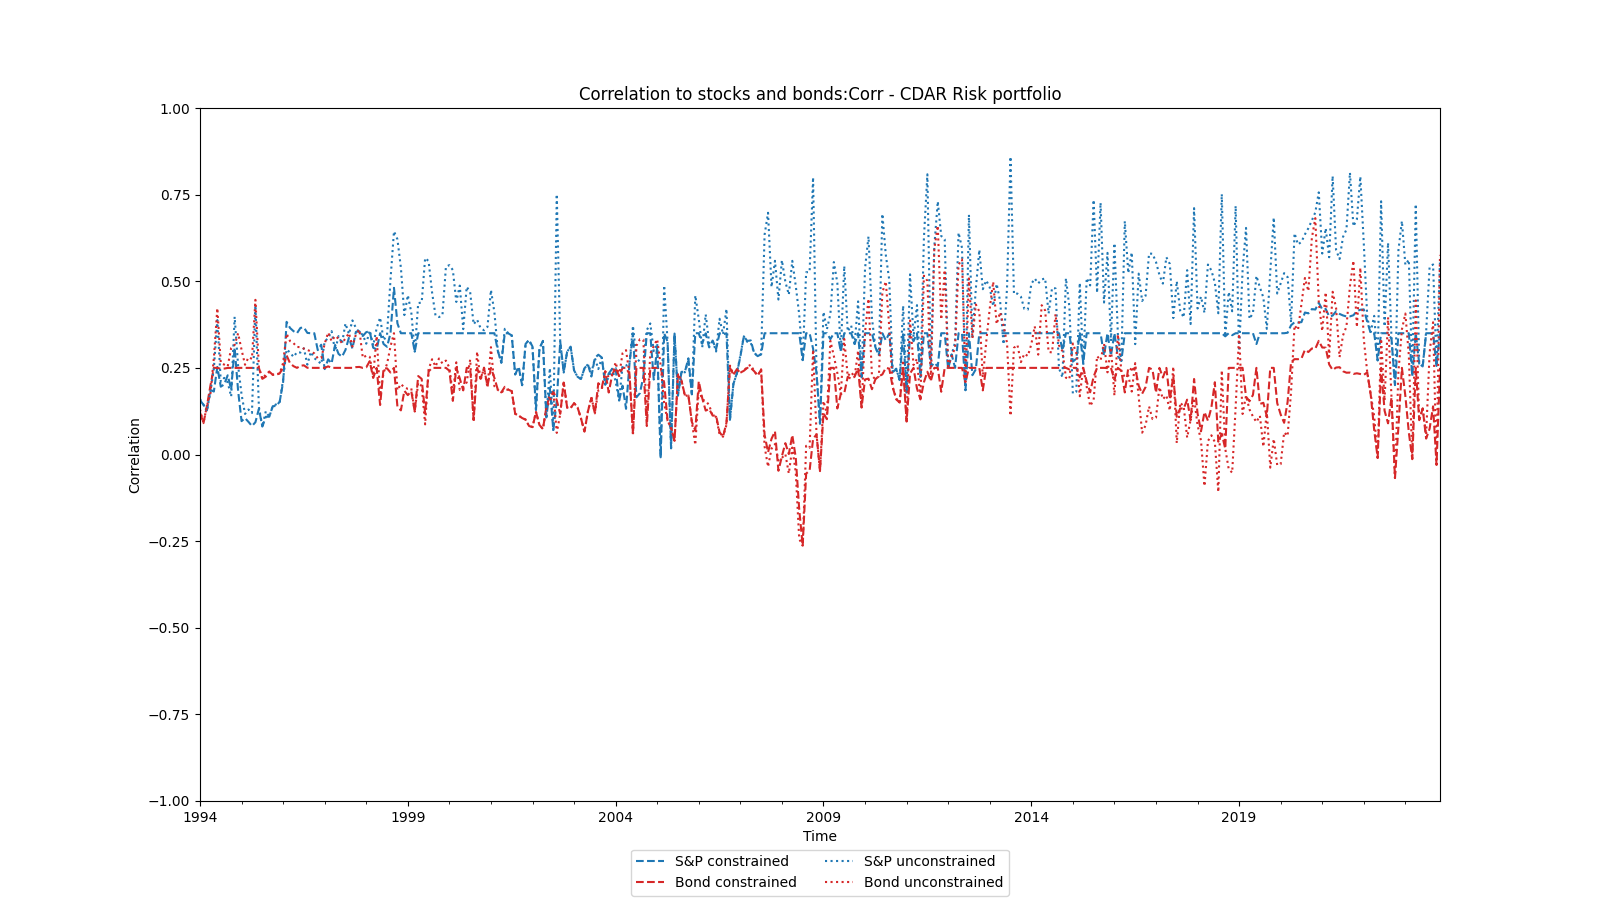 Correlation to stocks and bonds:Corr - CDAR Risk portfolio
1.00
0.75
0.50
0.25
0.00
−0.25
−0.50
−0.75
−1.00
Correlation
1994
1999
2004
2009
2014
2019
Time
S&P constrained
Bond constrained
S&P unconstrained
Bond unconstrained